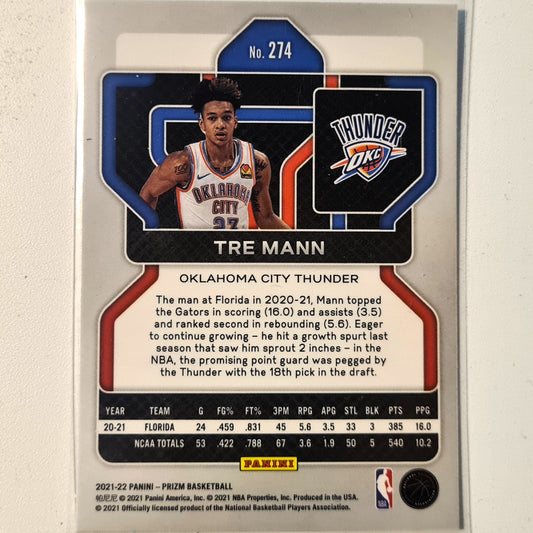 No. 274
THUNDER
OKC
OKLAHOMA
CITY
TRE MANN
OKLAHOMA CITY THUNDER
The man at Florida in 2020-21, Mann topped
the Gators in scoring (16.0) and assists (3.5)
and ranked second in rebounding (5.6). Eager
to continue growing – he hit a growth spurt last
season that saw him sprout 2 inches – in the
NBA, the promising point guard was pegged by
the Thunder with the 18th pick in the draft.
YEAR TEAM G FG% FT% 3PM RPG APG STL BLK PTS PPG
20-21 FLORIDA 24 .459 .831 45 5.6 3.5 33 3 385 16.0
NCAA TOTALS 53 .422 .788 67 3.6 1.9 50 5 540 10.2
PANINI
2021-22 PANINI – PRIZM BASKETBALL
帕尼尼 © 2021 Panini America, Inc. © 2021 NBA Properties, Inc. Produced in the USA.
© 2021 Officially licensed product of the National Basketball Players Association.